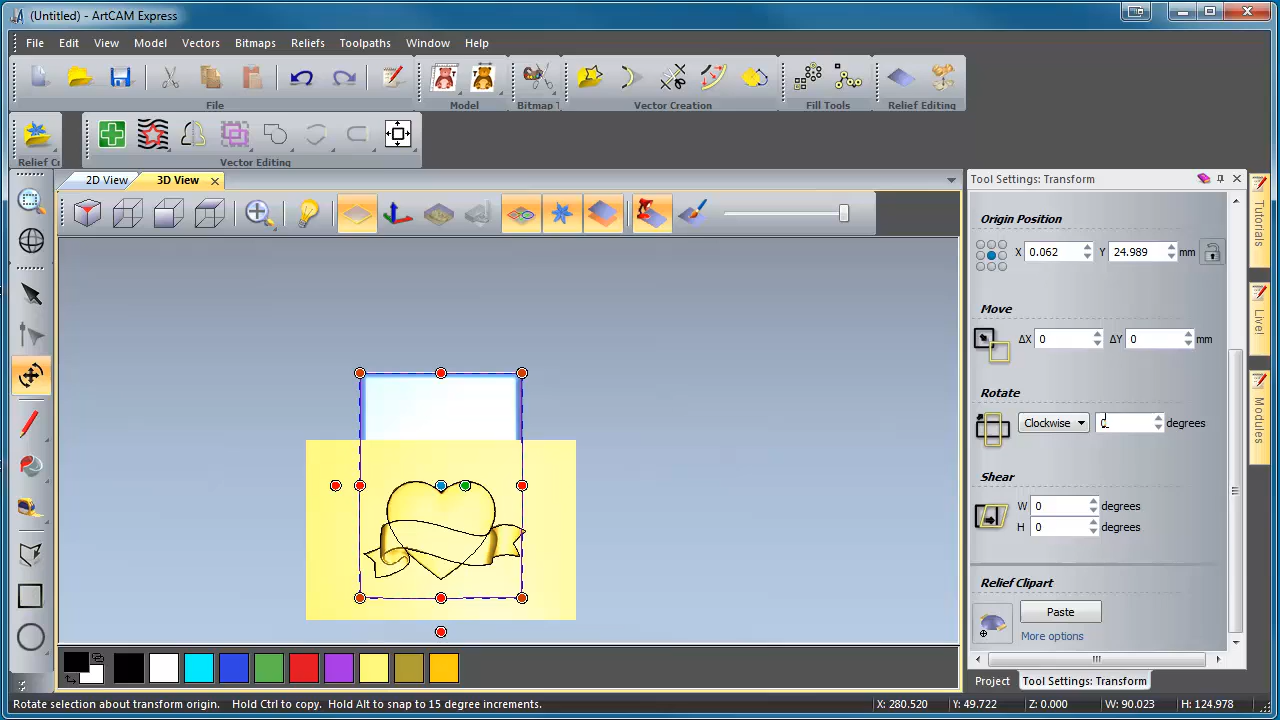 (Untitled) - ArtCAM Express
File Edit View Model Vectors Bitmaps Reliefs Toolpaths Window Help
File Model Bitmap T Vector Creation Fill Tools Relief Editing
Relief Cr Vector Editing
2D View 3D View
Tool Settings: Transform
Tutorials
Live!
Modules
Origin Position
X 0.062 Y 24.989 mm
Move
ΔX 0 ΔY 0 mm
Rotate
Clockwise degrees
Shear
W 0 degrees
H 0 degrees
Relief Clipart
Paste
More options
Project Tool Settings: Transform
Rotate selection about transform origin. Hold Ctrl to copy. Hold Alt to snap to 15 degree increments. X: 280.520 Y: 49.722 Z: 0.000 W: 90.023 H: 124.978